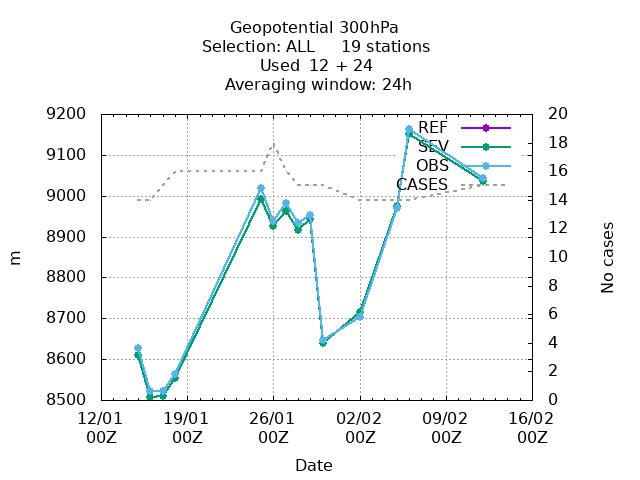 Geopotential 300hPa
Selection: ALL 19 stations
Used 12 + 24
Averaging window: 24h
9200
9100
9000
8900
8800
8700
8600
8500
m
20
18
16
14
12
10
8
6
4
2
0
No cases
REF
SEV
OBS
CASES
12/01 19/01 26/01 02/02 09/02 16/02
00Z 00Z 00Z 00Z 00Z 00Z
Date